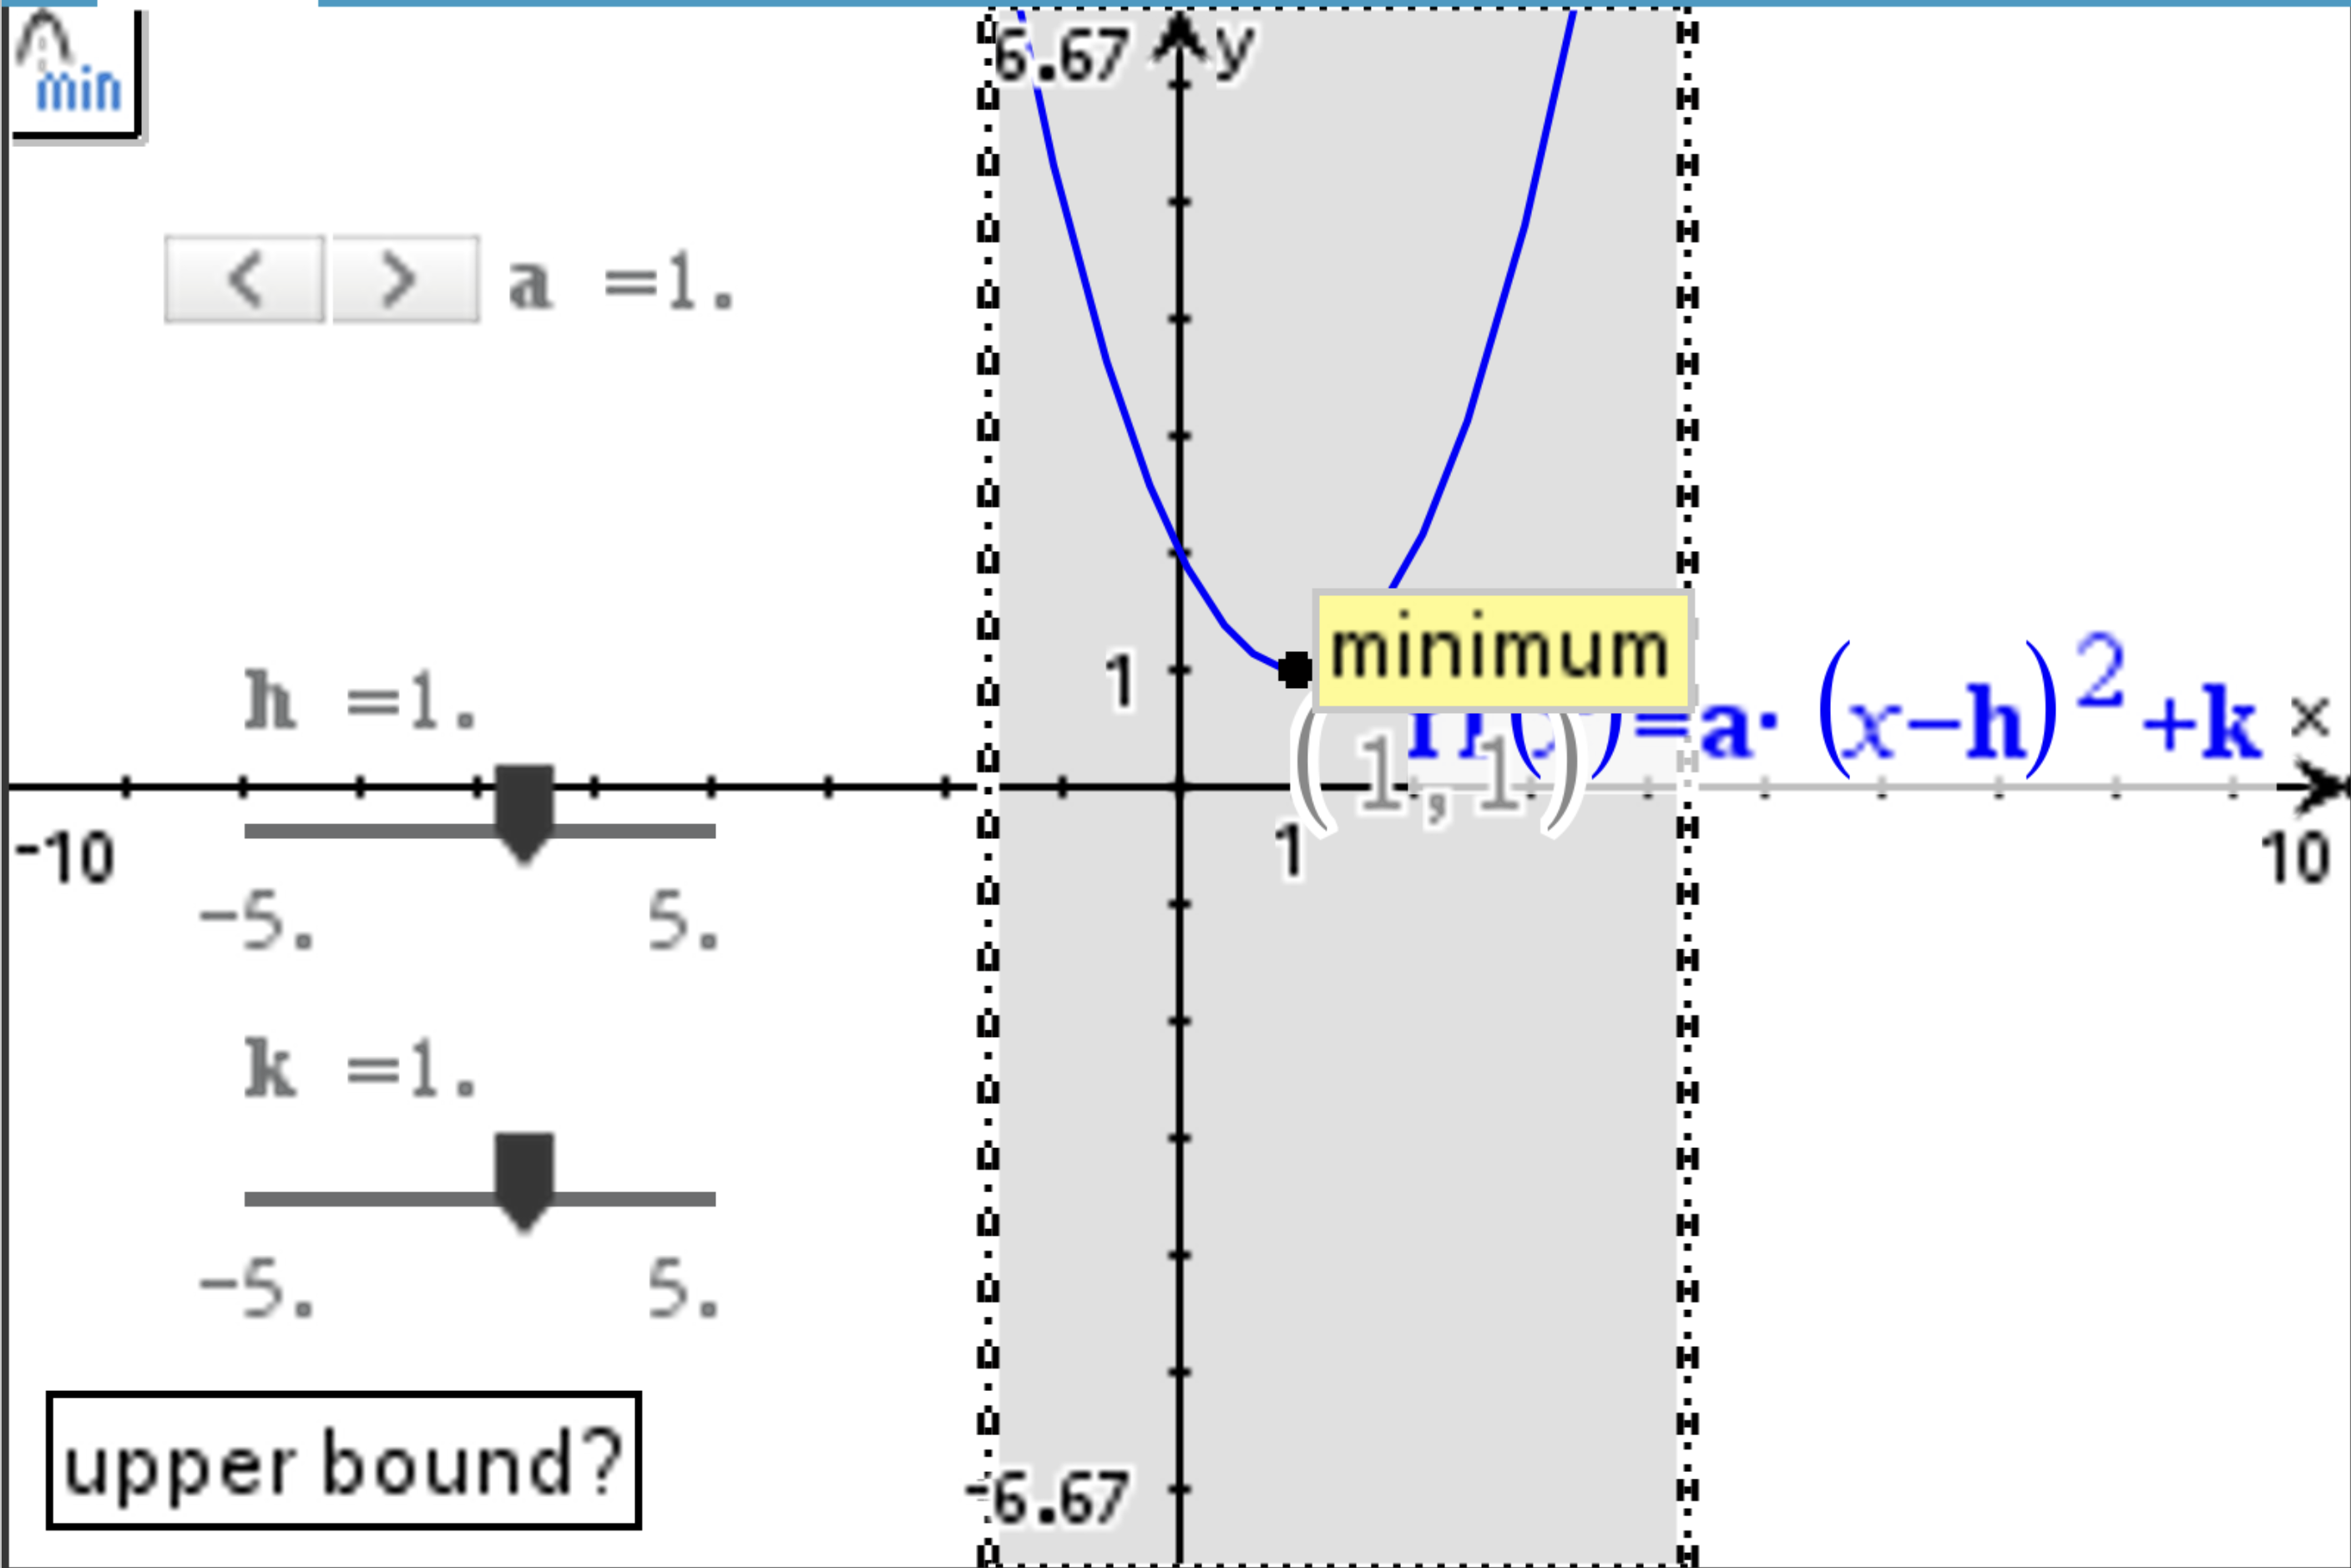 min
6.67
y
a =1.
minimum
h =1.
1
=a·(x−h)²+k
x
(1,1)
-10
1
10
-5.
5.
k =1.
-5.
5.
upper bound?
-6.67